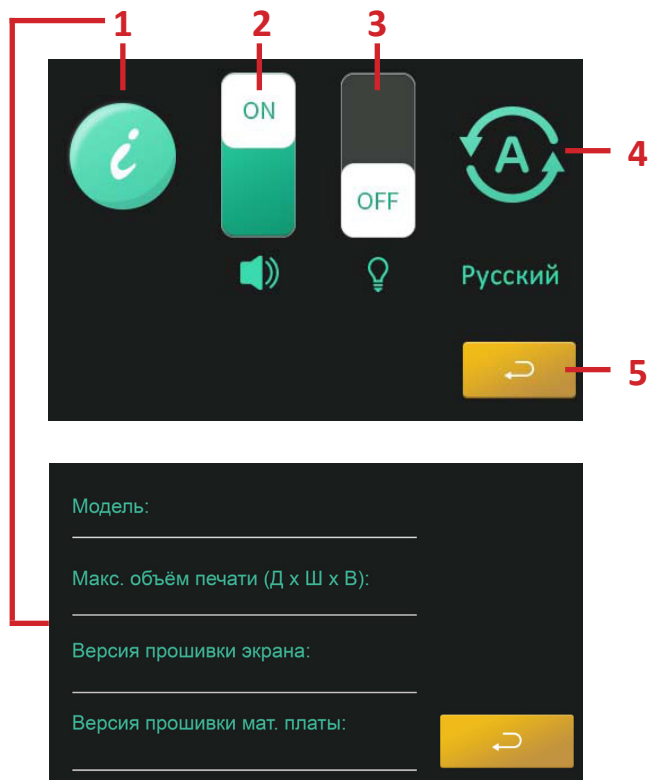 1 2 3
ON
OFF
4
Русский
5
Модель:
Макс. объём печати (Д х Ш х В):
Версия прошивки экрана:
Версия прошивки мат. платы: